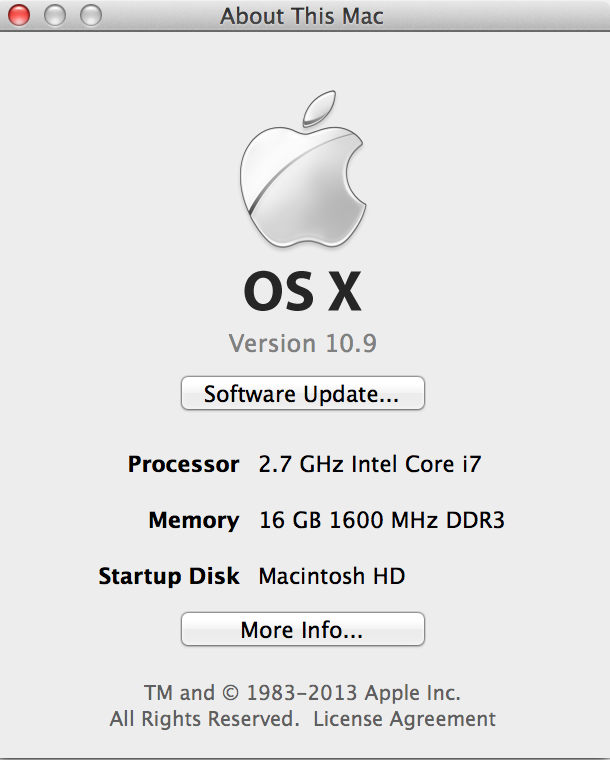 About This Mac
OS X
Version 10.9
Software Update...
Processor 2.7 GHz Intel Core i7
Memory 16 GB 1600 MHz DDR3
Startup Disk Macintosh HD
More Info...
TM and © 1983–2013 Apple Inc.
All Rights Reserved. License Agreement